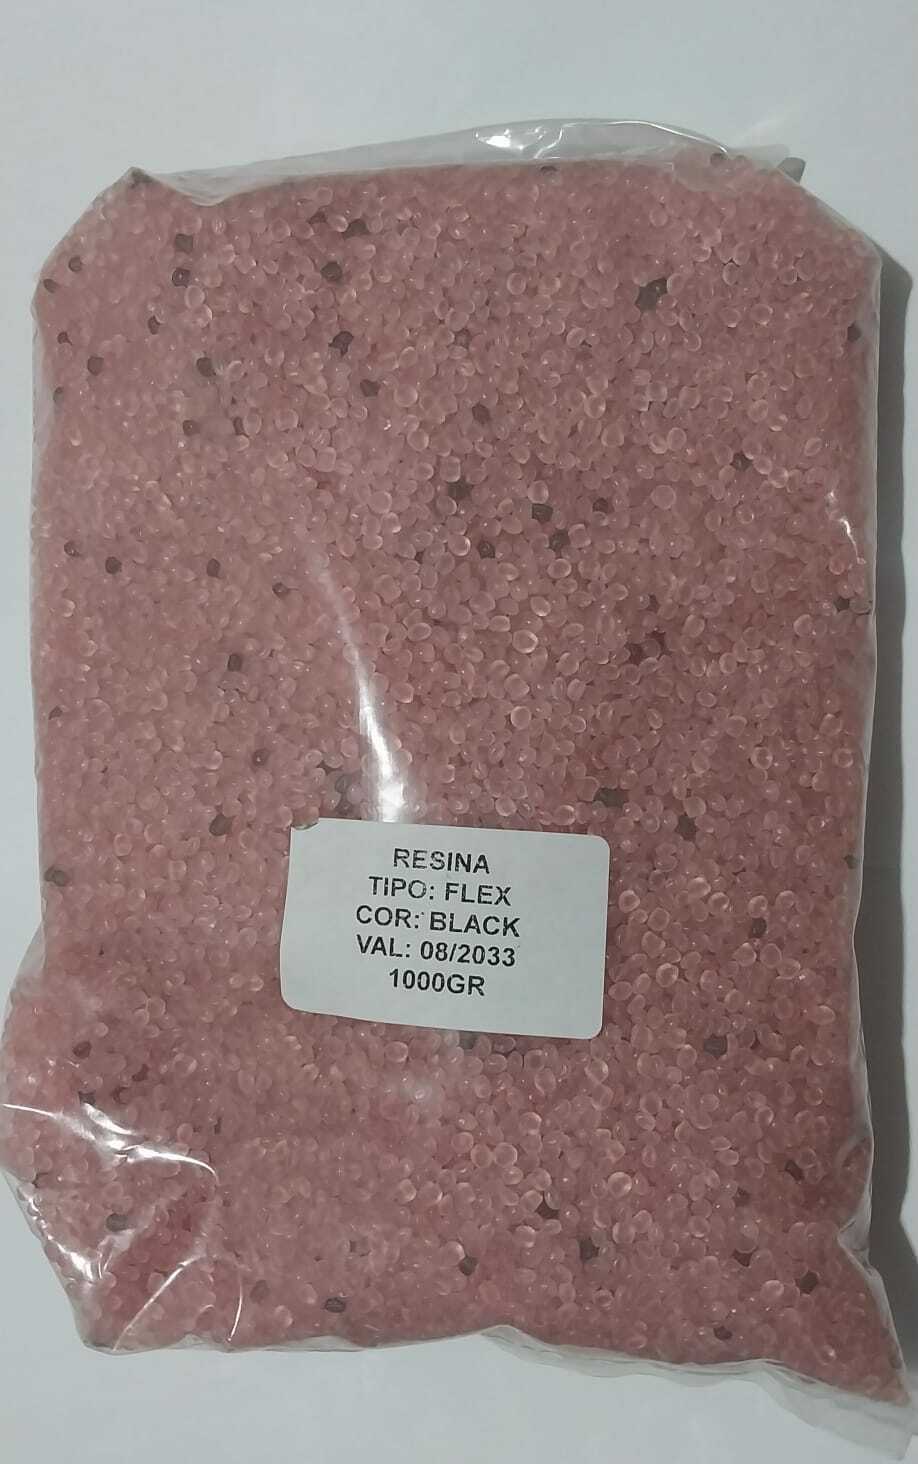 RESINA
TIPO: FLEX
COR: BLACK
VAL: 08/2033
1000GR